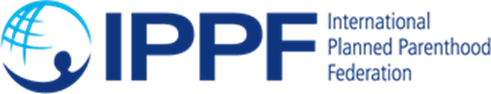 IPPF
International
Planned Parenthood
Federation